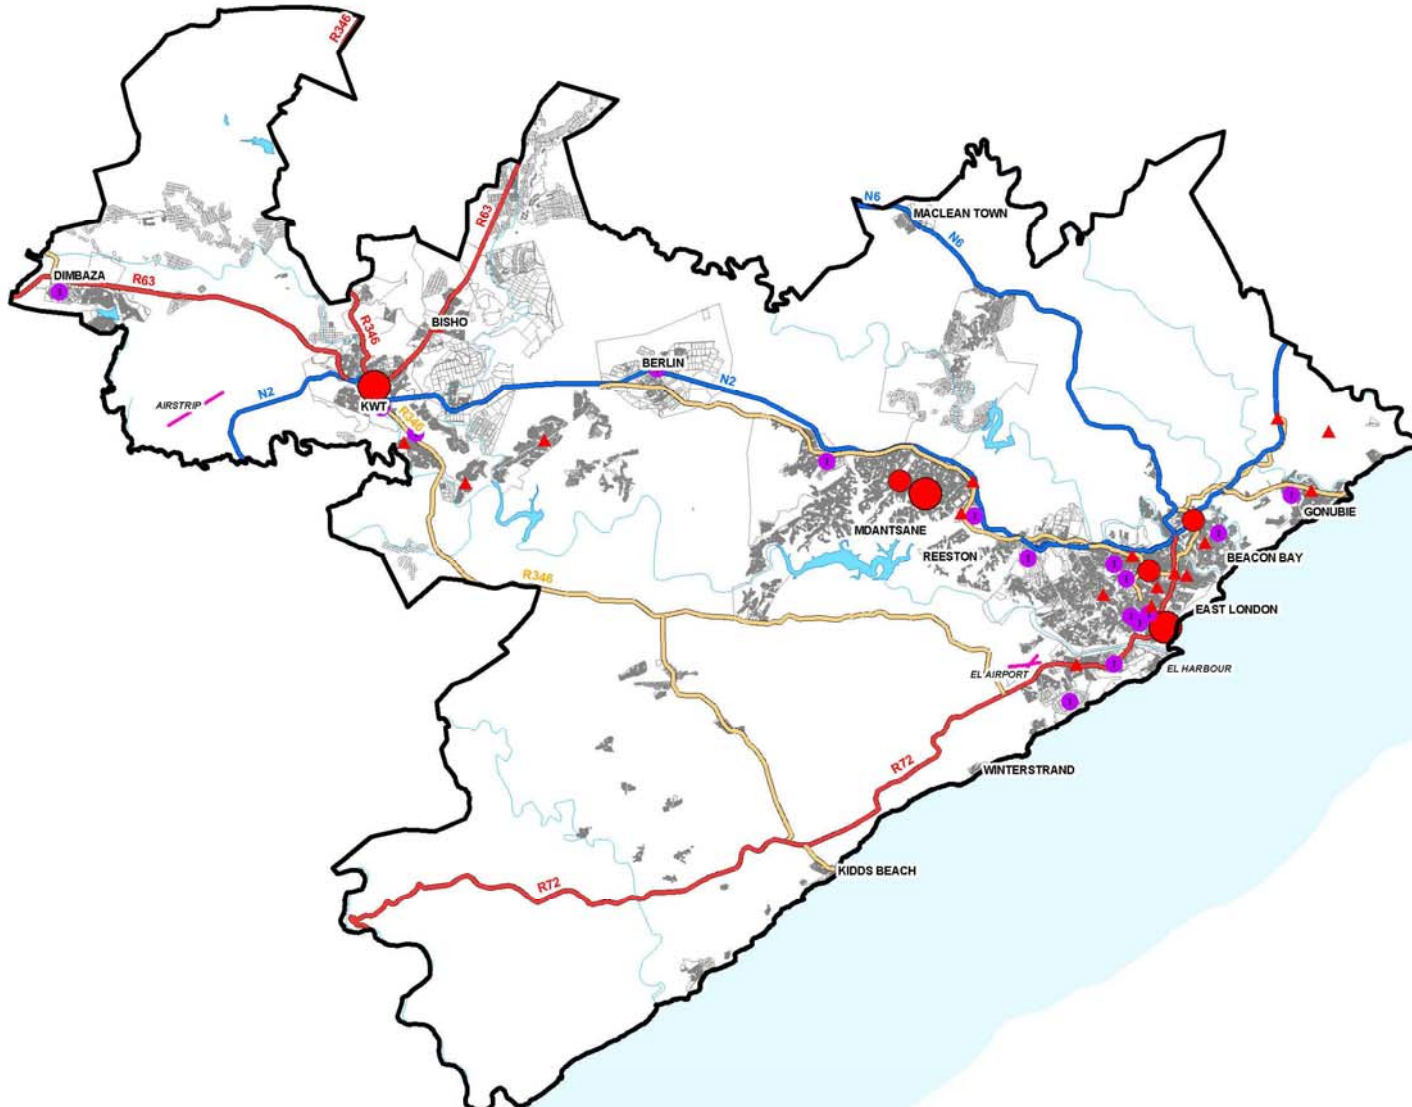 R346
N6
MACLEAN TOWN
N6
R63
DIMBAZA
R63
BISHO
R346
BERLIN
N2
N2
AIRSTRIP
KWT
R346
MDANTSANE
REESTON
GONUBIE
BEACON BAY
R346
EAST LONDON
EL AIRPORT
EL HARBOUR
R72
WINTERSTRAND
KIDDS BEACH
R72